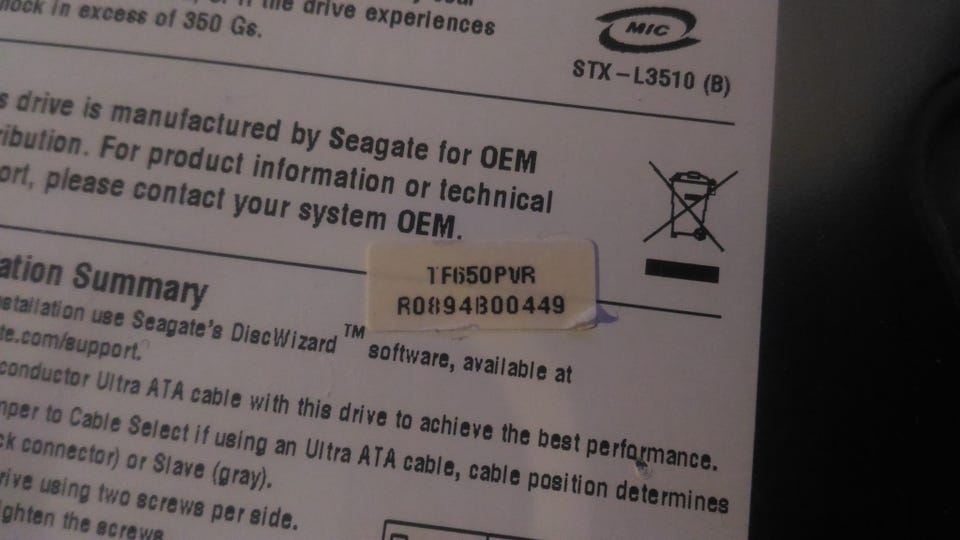 the drive experiences
hock in excess of 350 Gs.
MIC
STX-L3510 (B)
s drive is manufactured by Seagate for OEM
ribution. For product information or technical
ort, please contact your system OEM.
TF650PVR
R0894B00449
ation Summary
nstallation use Seagate's DiscWizard™ software, available at
te.com/support.
conductor Ultra ATA cable with this drive to achieve the best performance.
mper to Cable Select if using an Ultra ATA cable, cable position determines
ck connector) or Slave (gray).
rive using two screws per side.
ighten the screws